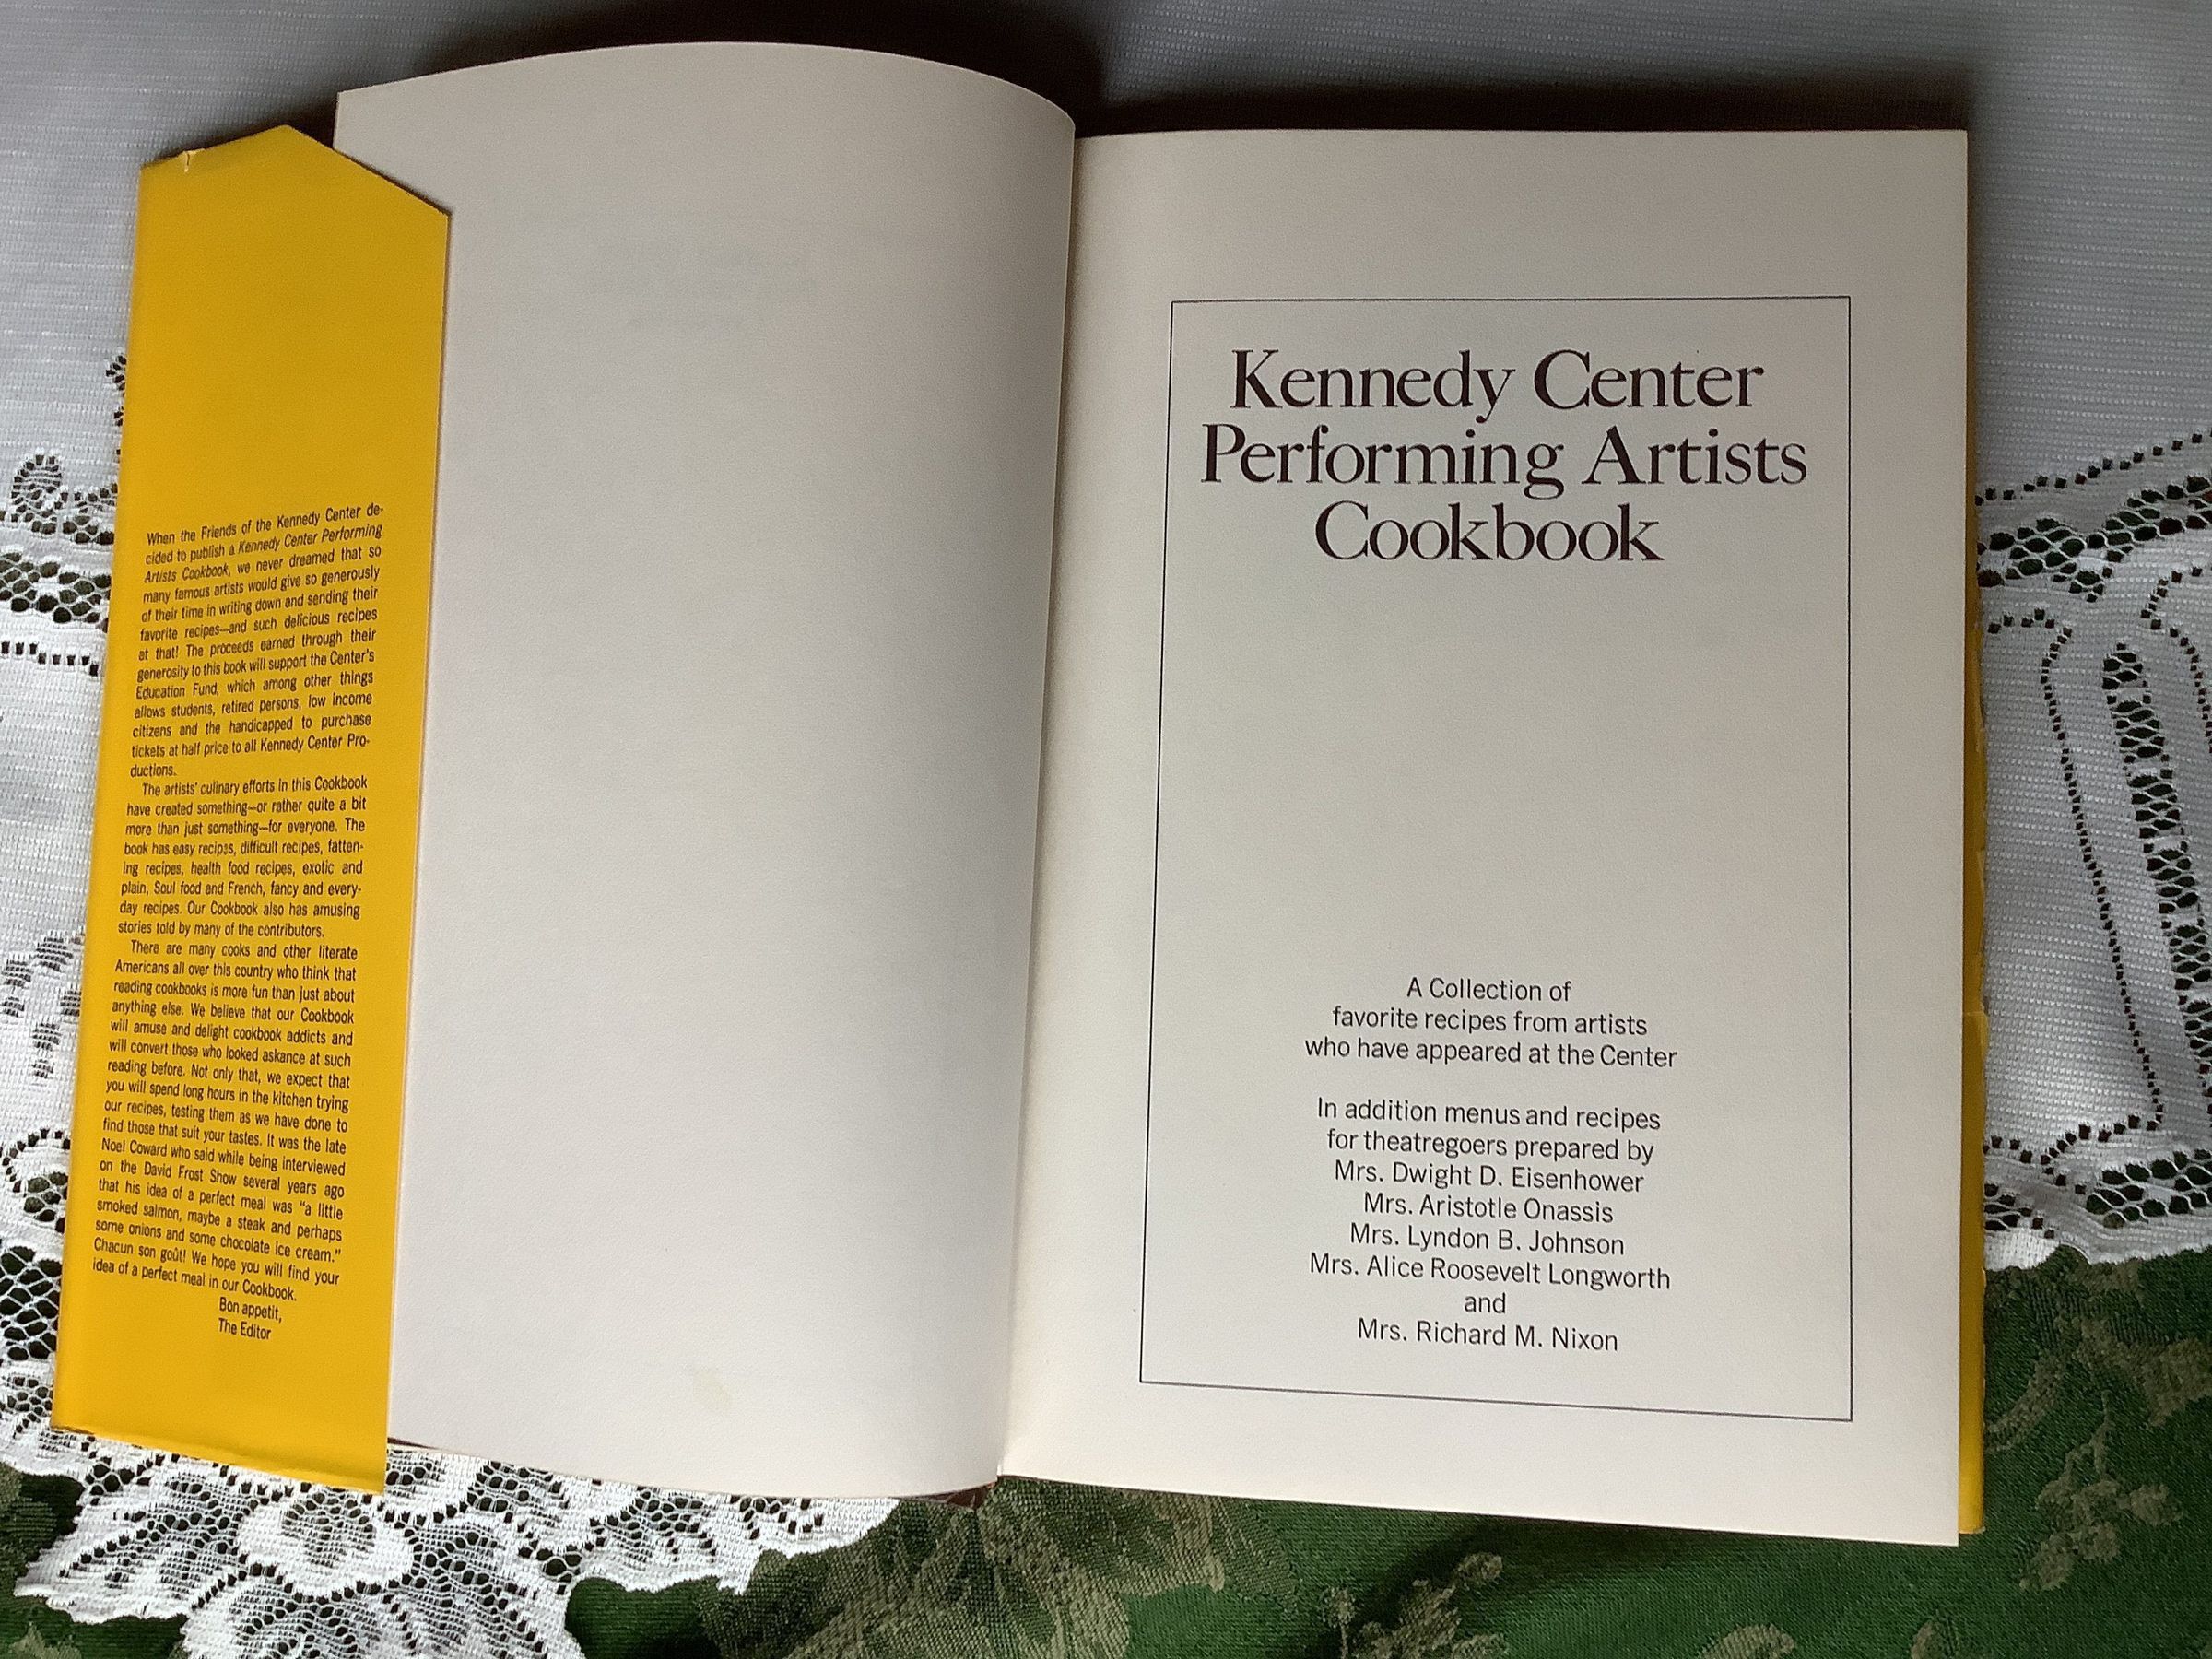 When the Friends of the Kennedy Center de-
cided to publish a Kennedy Center Performing
Artists Cookbook, we never dreamed that so
many famous artists would give so generously
of their time in writing down and sending their
favorite recipes—and such delicious recipes
at that! The proceeds earned through their
generosity to this book will support the Center's
Education Fund, which among other things
allows students, retired persons, low income
citizens and the handicapped to purchase
tickets at half price to all Kennedy Center Pro-
ductions.
The artists' culinary efforts in this Cookbook
have created something—or rather quite a bit
more than just something—for everyone. The
book has easy recipes, difficult recipes, fatten-
ing recipes, health food recipes, exotic and
plain, Soul food and French, fancy and every-
day recipes. Our Cookbook also has amusing
stories told by many of the contributors.
There are many cooks and other literate
Americans all over this country who think that
reading cookbooks is more fun than just about
anything else. We believe that our Cookbook
will amuse and delight cookbook addicts and
will convert those who looked askance at such
reading before. Not only that, we expect that
you will spend long hours in the kitchen trying
our recipes, testing them as we have done to
find those that suit your tastes. It was the late
Noel Coward who said while being interviewed
on the David Frost Show several years ago
that his idea of a perfect meal was "a little
smoked salmon, maybe a steak and perhaps
some onions and some chocolate ice cream."
Chacun son goût! We hope you will find your
idea of a perfect meal in our Cookbook.
Bon appetit,
The Editor
Kennedy Center
Performing Artists
Cookbook
A Collection of
favorite recipes from artists
who have appeared at the Center
In addition menus and recipes
for theatregoers prepared by
Mrs. Dwight D. Eisenhower
Mrs. Aristotle Onassis
Mrs. Lyndon B. Johnson
Mrs. Alice Roosevelt Longworth
and
Mrs. Richard M. Nixon